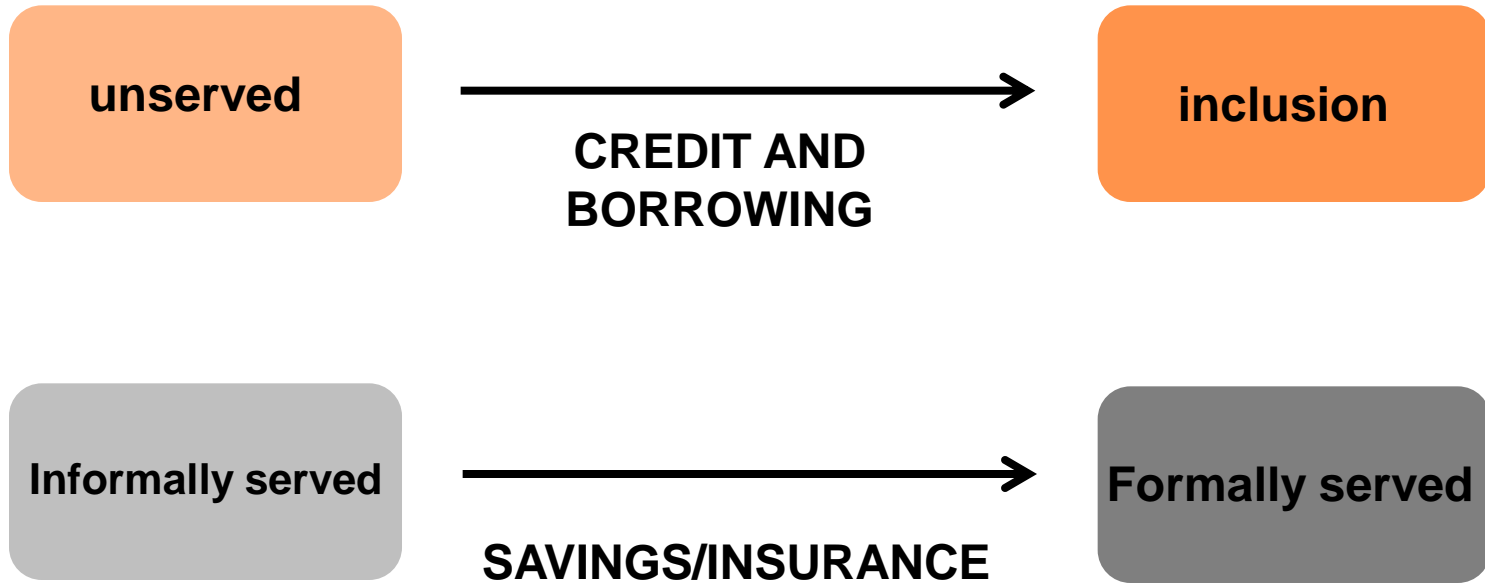 unserved
inclusion
CREDIT AND
BORROWING
Informally served
Formally served
SAVINGS/INSURANCE